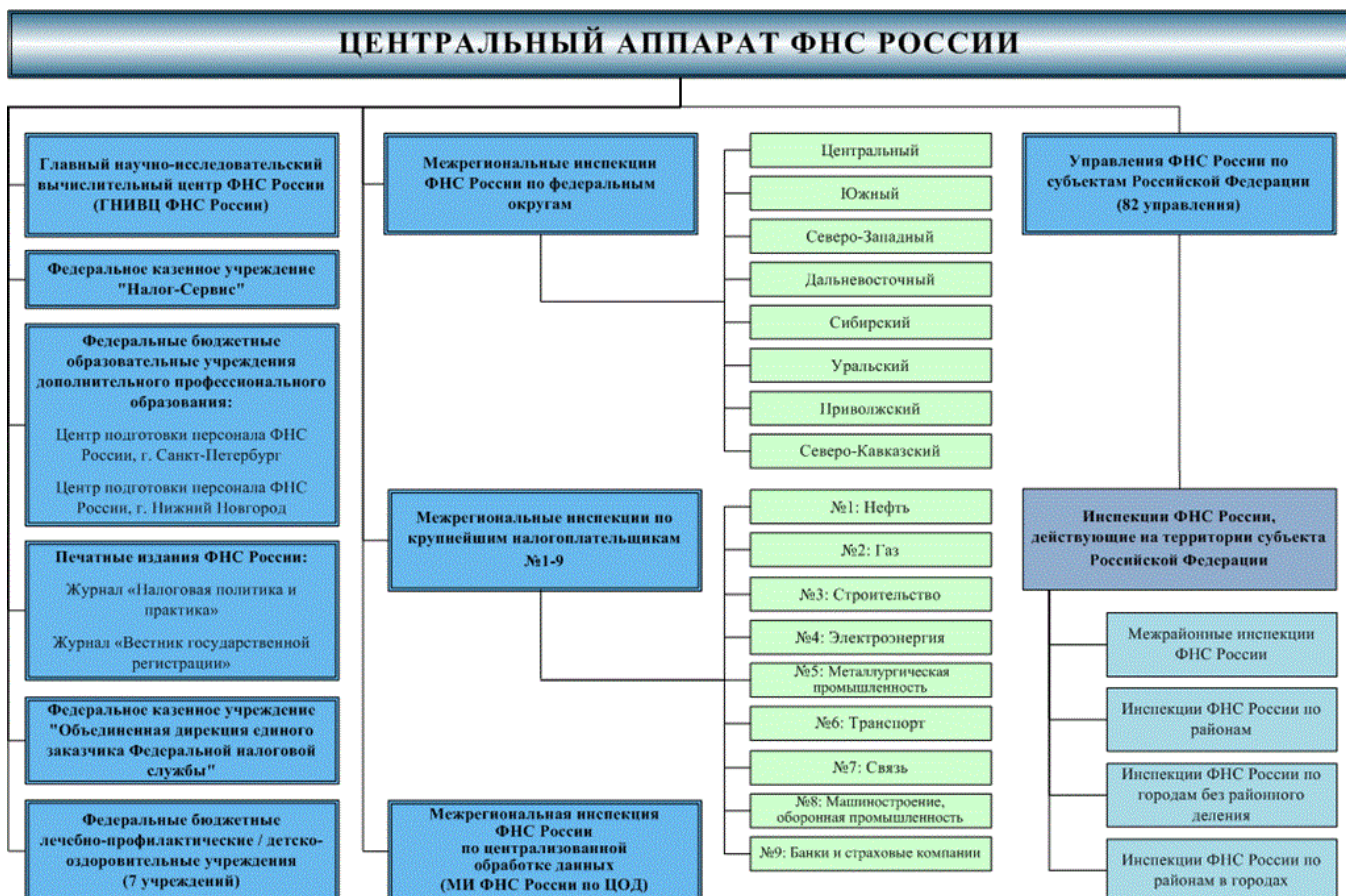 ЦЕНТРАЛЬНЫЙ АППАРАТ ФНС РОССИИ
Главный научно-исследовательский
вычислительный центр ФНС России
(ГНИВЦ ФНС России)
Федеральное казенное учреждение
"Налог-Сервис"
Федеральные бюджетные
образовательные учреждения
дополнительного профессионального
образования:
Центр подготовки персонала ФНС
России, г. Санкт-Петербург
Центр подготовки персонала ФНС
России, г. Нижний Новгород
Печатные издания ФНС России:
Журнал «Налоговая политика и
практика»
Журнал «Вестник государственной
регистрации»
Федеральное казенное учреждение
"Объединенная дирекция единого
заказчика Федеральной налоговой
службы"
Федеральные бюджетные
лечебно-профилактические / детско-
оздоровительные учреждения
(7 учреждений)
Межрегиональные инспекции
ФНС России по федеральным
округам
Центральный
Южный
Северо-Западный
Дальневосточный
Сибирский
Уральский
Приволжский
Северо-Кавказский
Межрегиональные инспекции по
крупнейшим налогоплательщикам
№1-9
№1: Нефть
№2: Газ
№3: Строительство
№4: Электроэнергия
№5: Металлургическая
промышленность
№6: Транспорт
№7: Связь
№8: Машиностроение,
оборонная промышленность
№9: Банки и страховые компании
Межрегиональная инспекция
ФНС России
по централизованной
обработке данных
(МИ ФНС России по ЦОД)
Управления ФНС России по
субъектам Российской Федерации
(82 управления)
Инспекции ФНС России,
действующие на территории субъекта
Российской Федерации
Межрайонные инспекции
ФНС России
Инспекции ФНС России по
районам
Инспекции ФНС России по
городам без районного
деления
Инспекции ФНС России по
районам в городах